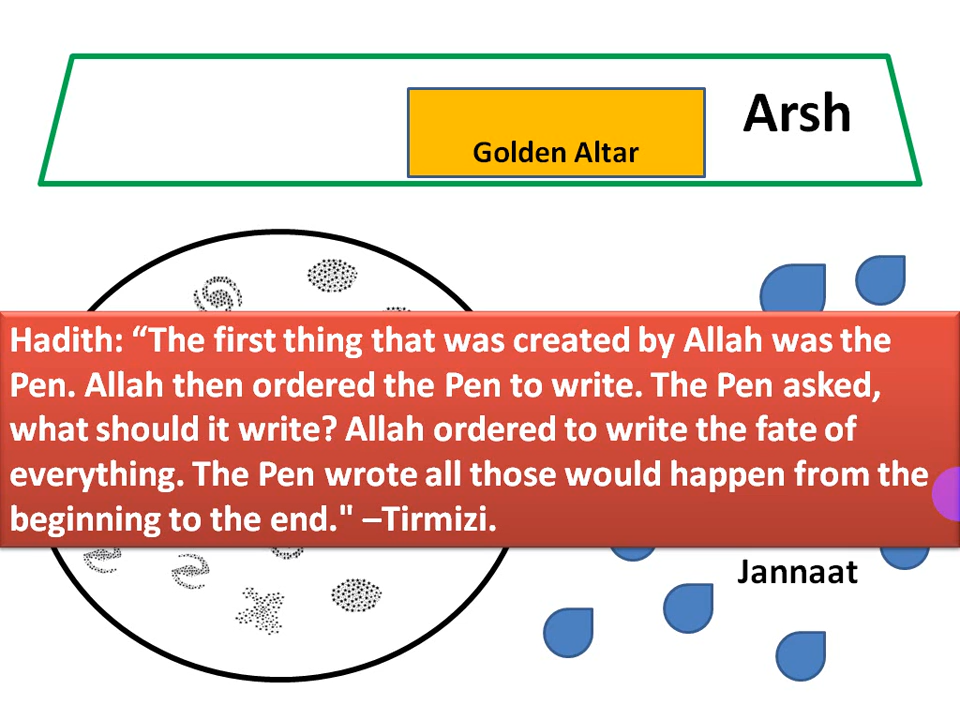 Arsh
Golden Altar
Hadith: “The first thing that was created by Allah was the
Pen. Allah then ordered the Pen to write. The Pen asked,
what should it write? Allah ordered to write the fate of
everything. The Pen wrote all those would happen from the
beginning to the end." –Tirmizi.
Jannaat